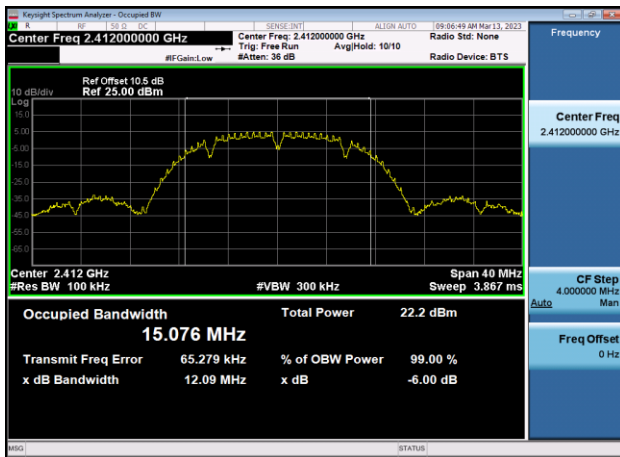 Keysight Spectrum Analyzer - Occupied BW
R RF 50 Ω DC SENSE:INT ALIGN AUTO 09:06:49 AM Mar 13, 2023
Center Freq 2.412000000 GHz
Center Freq: 2.412000000 GHz Radio Std: None
Trig: Free Run Avg|Hold: 10/10
#IFGain:Low #Atten: 36 dB Radio Device: BTS
Ref Offset 10.5 dB
10 dB/div Ref 25.00 dBm
Log
15.0
5.00
-5.00
-15.0
-25.0
-35.0
-45.0
-55.0
-65.0
Center 2.412 GHz Span 40 MHz
#Res BW 100 kHz #VBW 300 kHz Sweep 3.867 ms
Occupied Bandwidth Total Power 22.2 dBm
15.076 MHz
Transmit Freq Error 65.279 kHz % of OBW Power 99.00 %
x dB Bandwidth 12.09 MHz x dB -6.00 dB
MSG STATUS
Frequency
Center Freq
2.412000000 GHz
CF Step
4.000000 MHz
Auto Man
Freq Offset
0 Hz